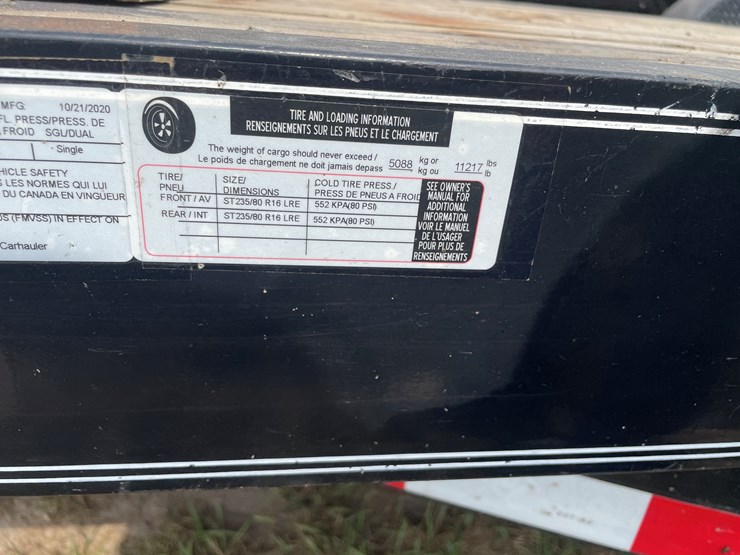 MFG: 10/21/2020
FL. PRESS/PRESS. DE
FROID SGL/DUAL
Single
HICLE SAFETY
LES NORMES QUI LUI
DU CANADA EN VINGUEUR
(FMVSS) IN EFFECT ON
Carhauler
TIRE AND LOADING INFORMATION
RENSEIGNEMENTS SUR LES PNEUS ET LE CHARGEMENT
The weight of cargo should never exceed / 5088 kg or 11217 lbs
Le poids de chargement ne doit jamais depass kg ou lb
TIRE/ SIZE/ COLD TIRE PRESS./
PNEU DIMENSIONS PRESS DE PNEUS A FROID
FRONT / AV ST235/80 R16 LRE 552 KPA(80 PSI)
REAR / INT ST235/80 R16 LRE 552 KPA(80 PSI)
SEE OWNER'S
MANUAL FOR
ADDITIONAL
INFORMATION
VOIR LE MANUEL
DE L'USAGER
POUR PLUS DE
RENSEIGNEMENTS